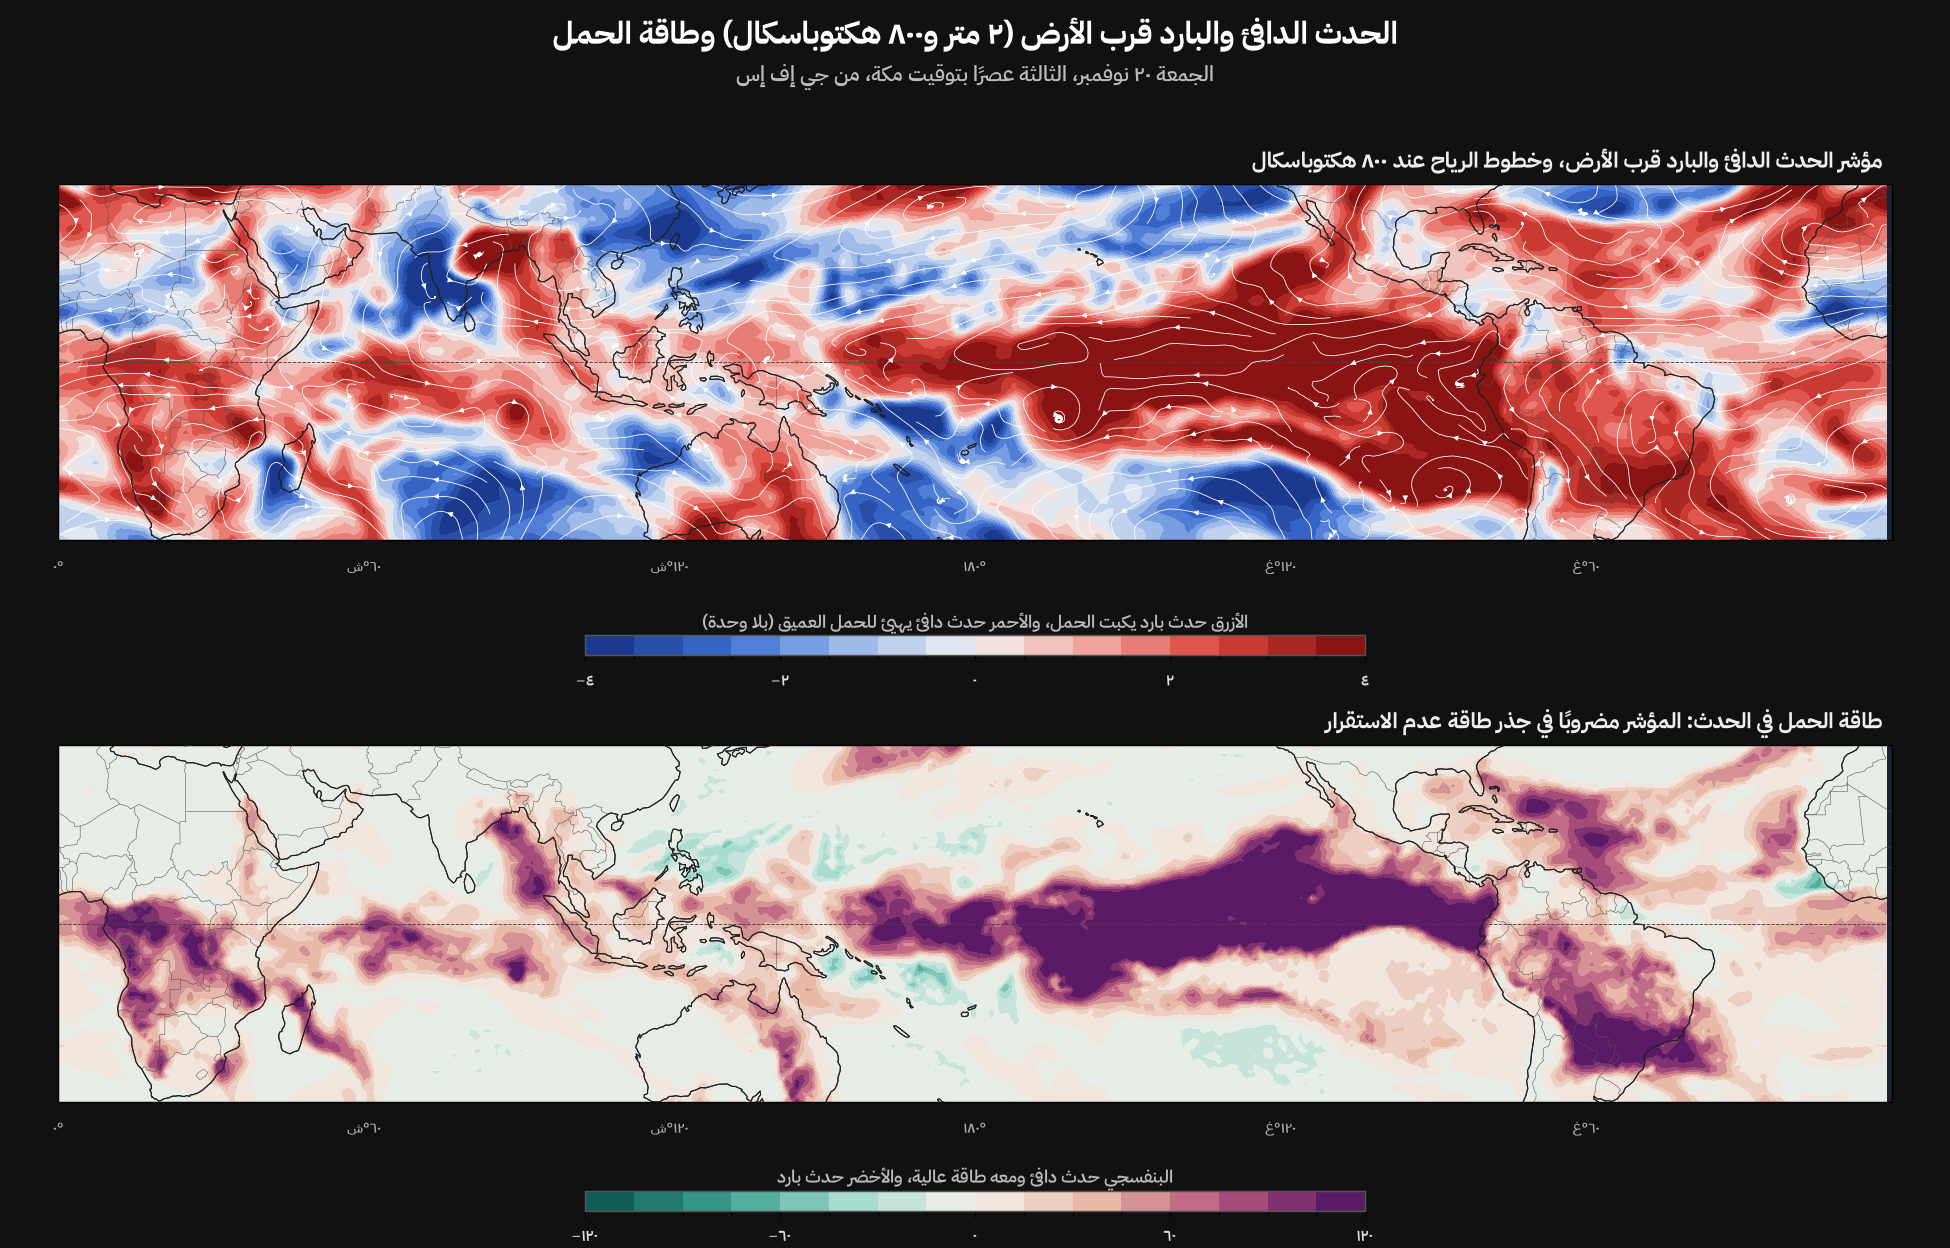 الحدث الدافئ والبارد قرب الأرض (٢ متر و٨٠٠ هكتوباسكال) وطاقة الحمل
الجمعة ٢٠ نوفمبر، الثالثة عصرًا بتوقيت مكة، من جي إف إس
مؤشر الحدث الدافئ والبارد قرب الأرض، وخطوط الرياح عند ٨٠٠ هكتوباسكال
٠° ٦٠°ش ١٢٠°ش ١٨٠° ١٢٠°غ ٦٠°غ
الأزرق حدث بارد يكبت الحمل، والأحمر حدث دافئ يهيئ للحمل العميق (بلا وحدة)
−٤ −٢ ٠ ٢ ٤
طاقة الحمل في الحدث: المؤشر مضروبًا في جذر طاقة عدم الاستقرار
٠° ٦٠°ش ١٢٠°ش ١٨٠° ١٢٠°غ ٦٠°غ
البنفسجي حدث دافئ ومعه طاقة عالية، والأخضر حدث بارد
−١٢٠ −٦٠ ٠ ٦٠ ١٢٠